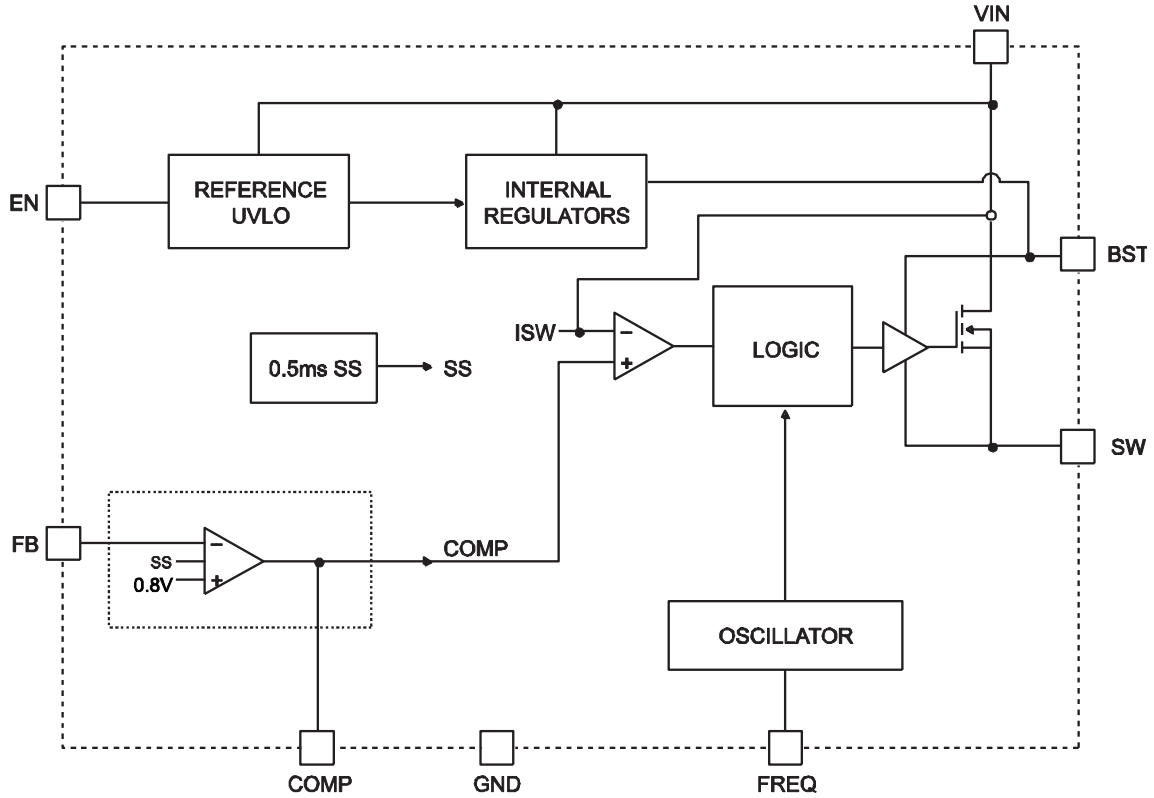 VIN
EN
REFERENCE
UVLO
INTERNAL
REGULATORS
BST
ISW
−
+
LOGIC
0.5ms SS
SS
SW
FB
−
SS
0.8V
+
COMP
OSCILLATOR
COMP
GND
FREQ